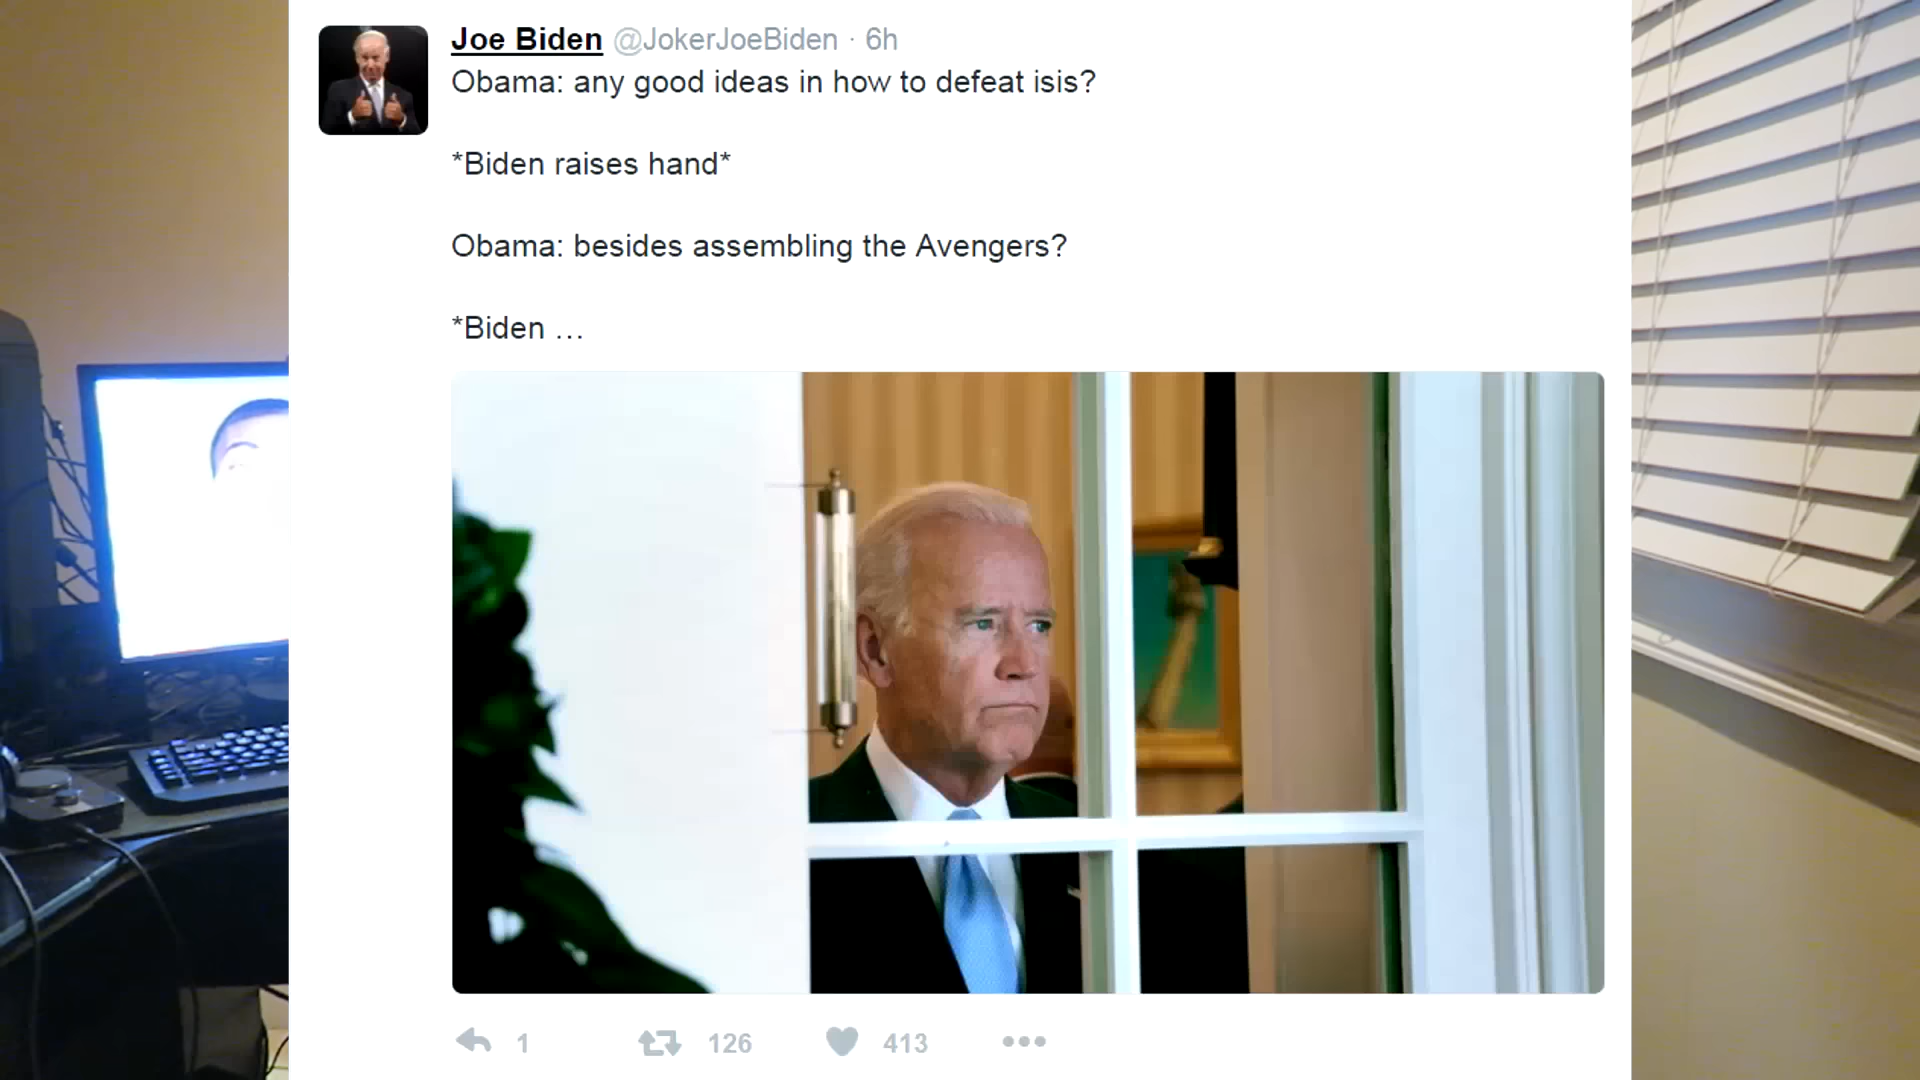 Joe Biden @JokerJoeBiden · 6h
Obama: any good ideas in how to defeat isis?
*Biden raises hand*
Obama: besides assembling the Avengers?
*Biden …
1 126 413